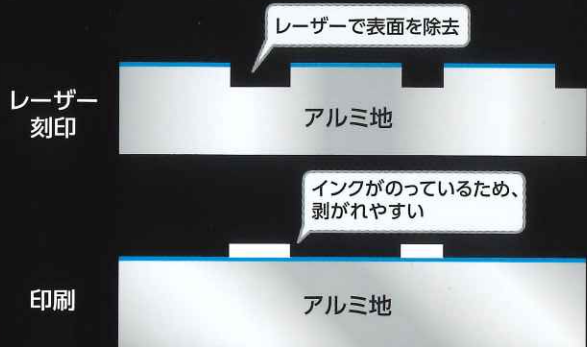 レーザーで表面を除去
レーザー
刻印
アルミ地
インクがのっているため、
剥がれやすい
印刷
アルミ地